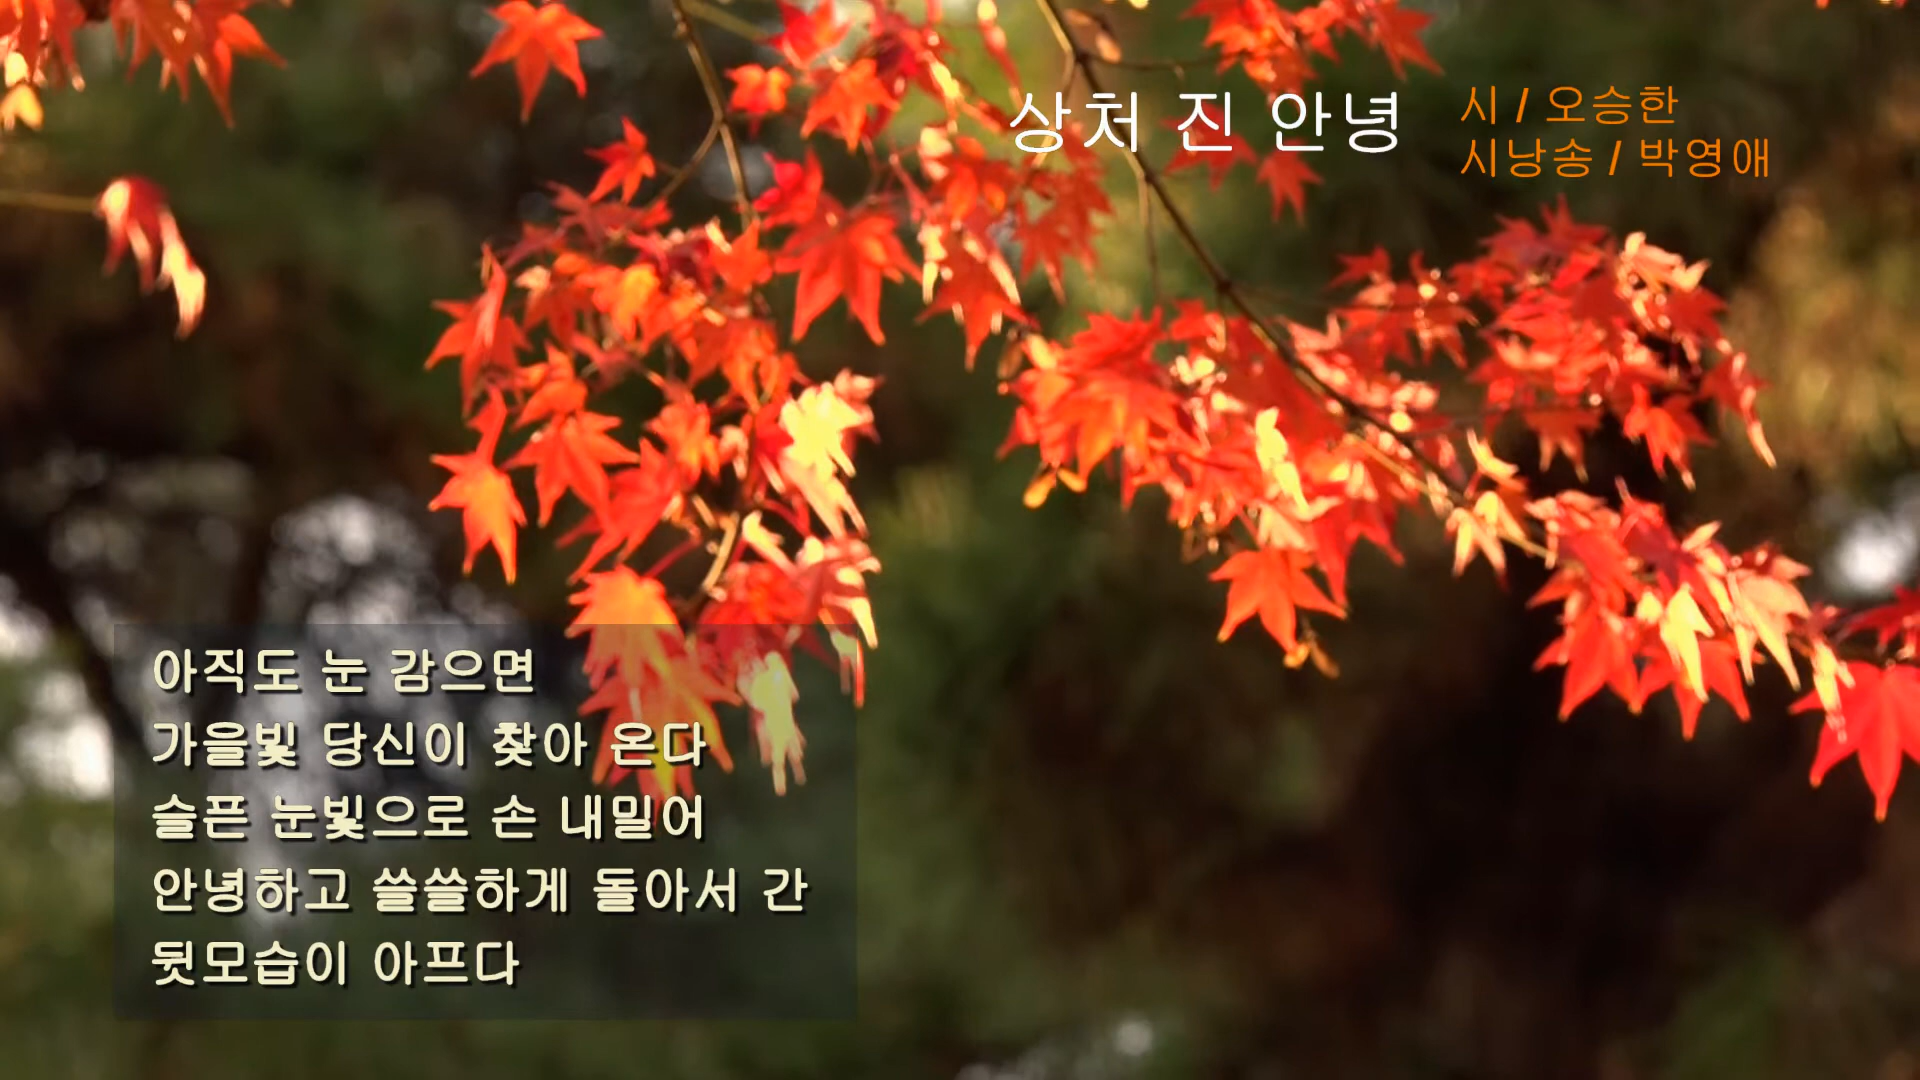 상처 진 안녕
시 / 오승한
시낭송 / 박영애
아직도 눈 감으면
가을빛 당신이 찾아 온다
슬픈 눈빛으로 손 내밀어
안녕하고 쓸쓸하게 돌아서 간
뒷모습이 아프다